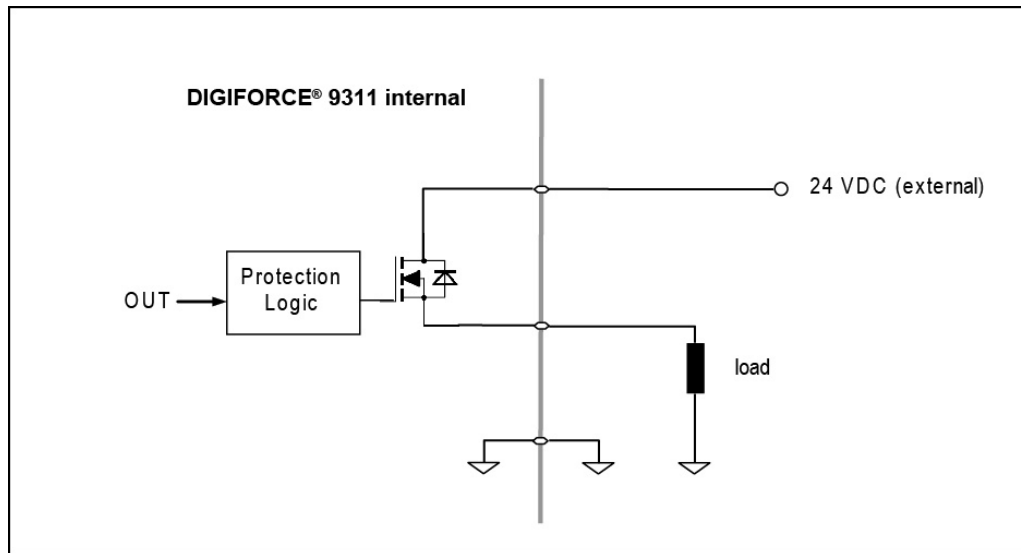 DIGIFORCE® 9311 internal
24 VDC (external)
Protection
Logic
OUT
load